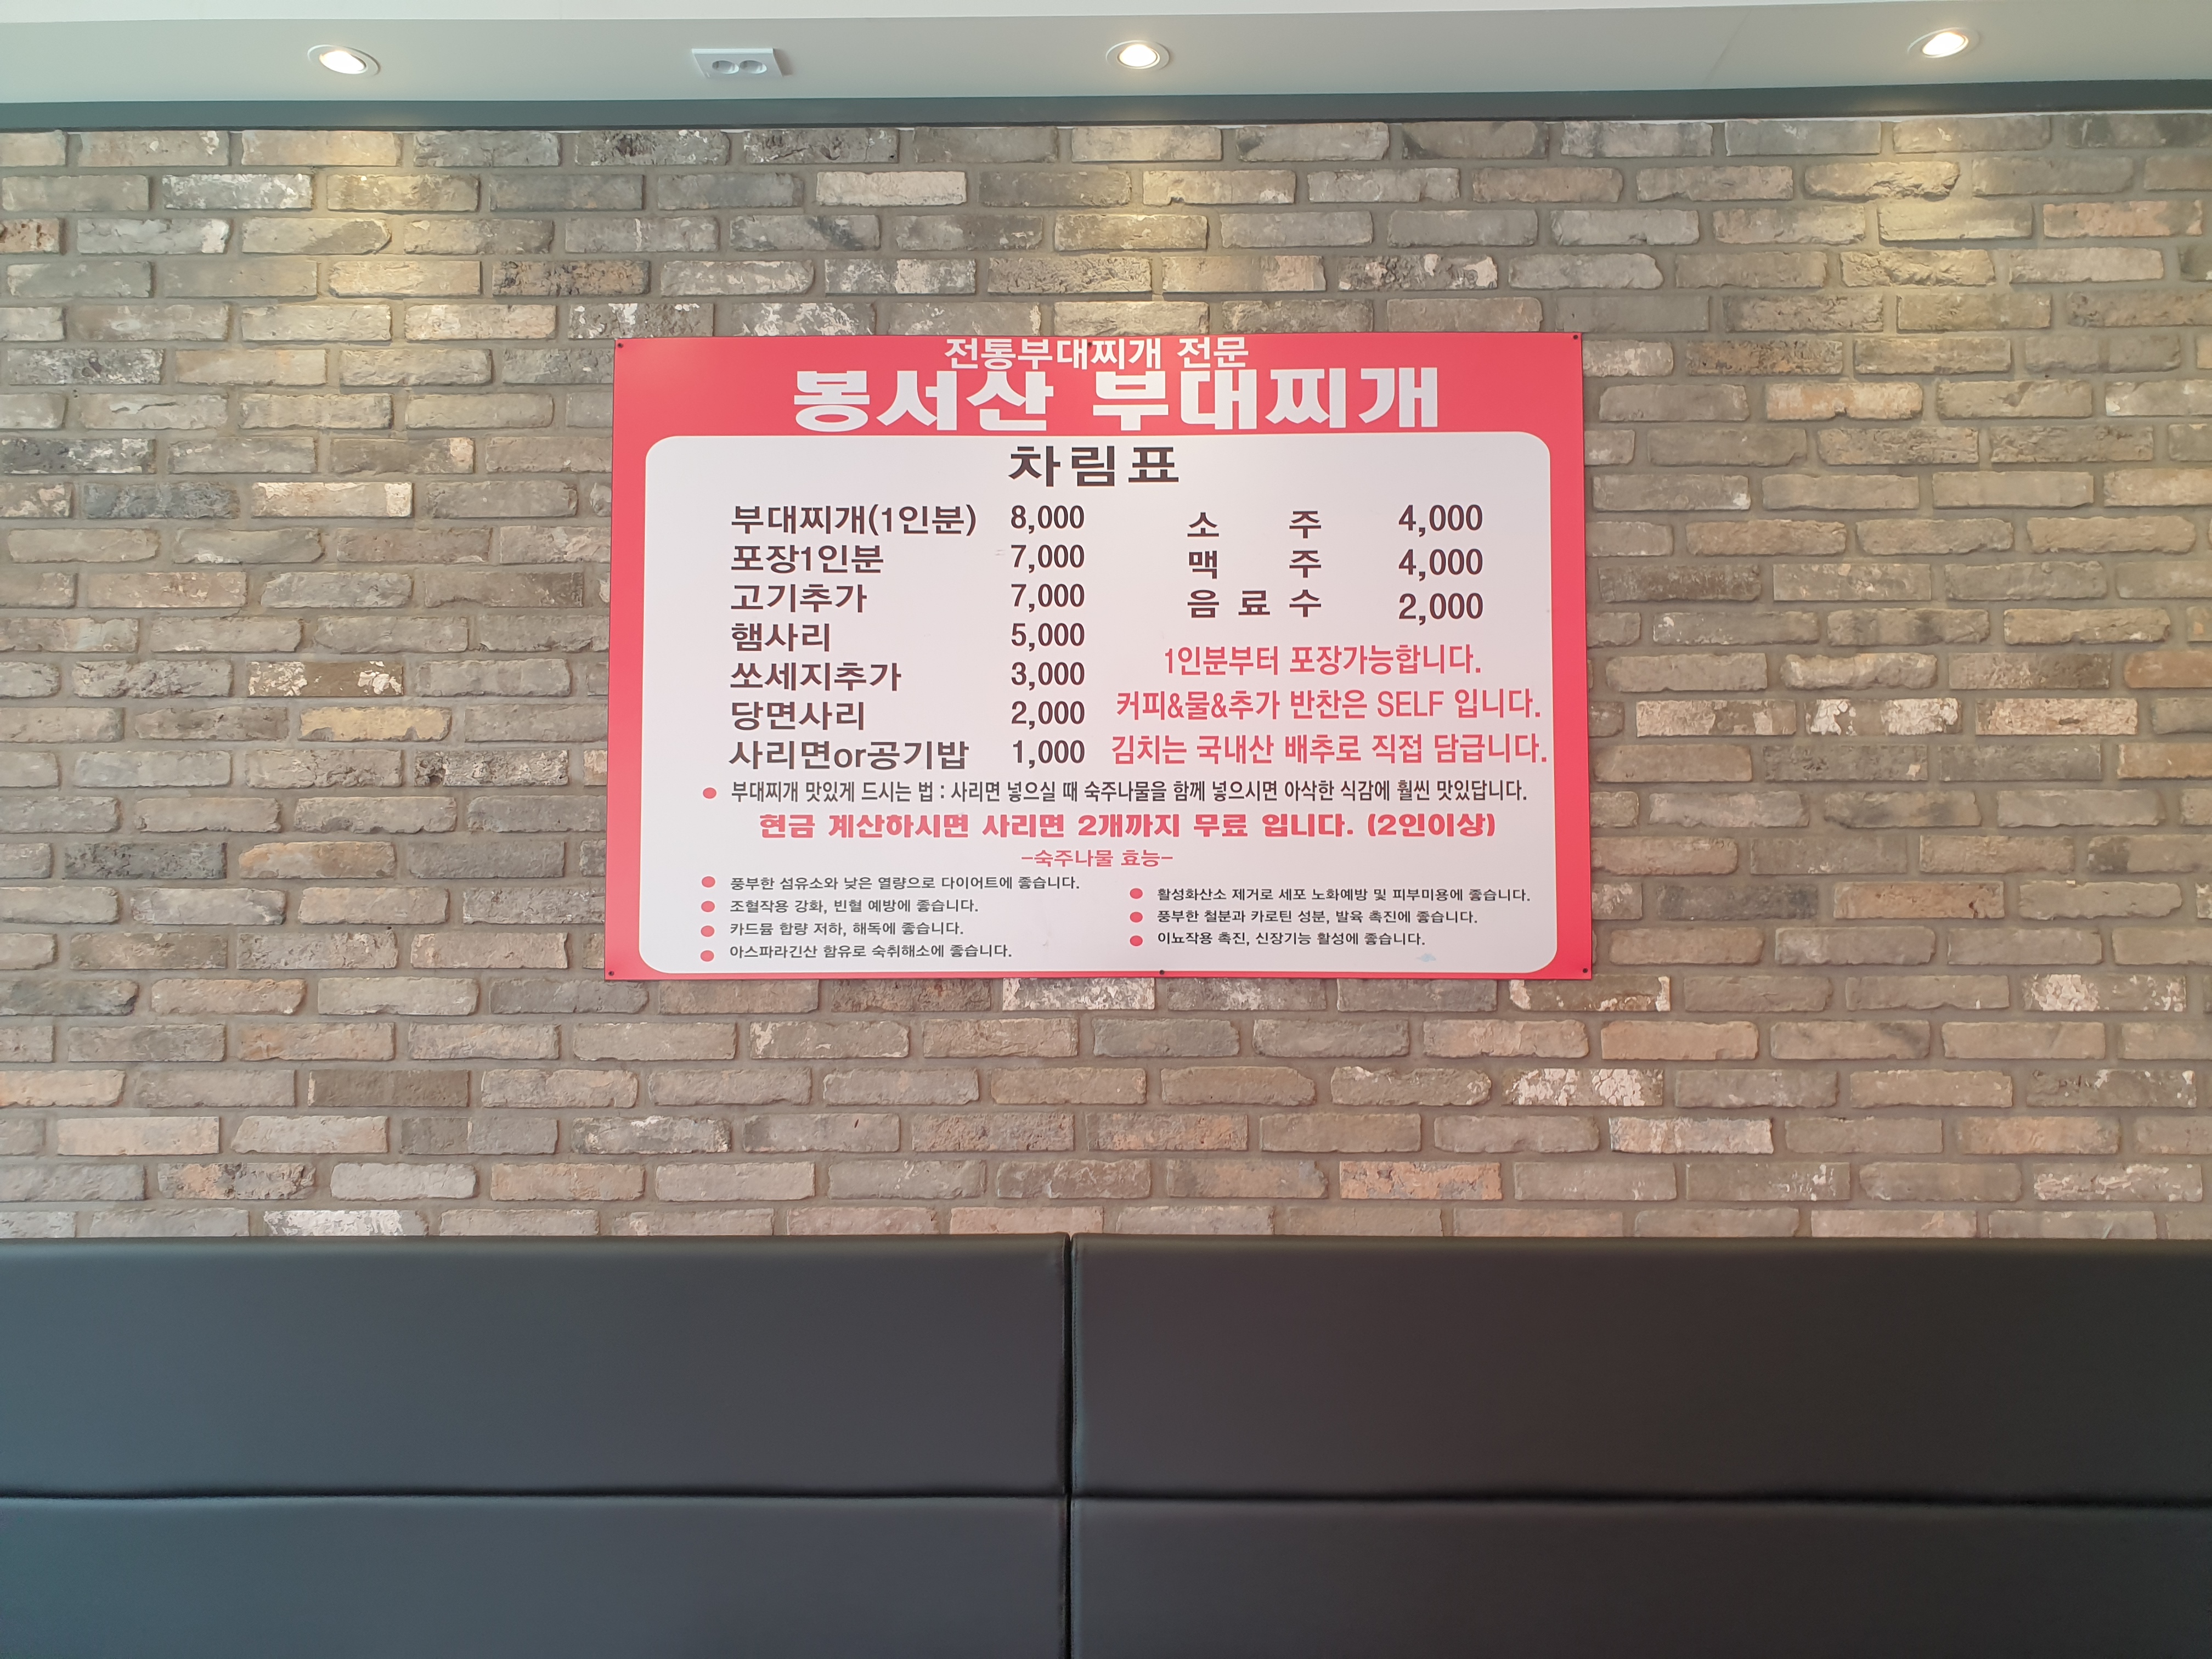 전통부대찌개 전문
봉서산 부대찌개
차림표
부대찌개(1인분) 8,000
포장1인분 7,000
고기추가 7,000
햄사리 5,000
쏘세지추가 3,000
당면사리 2,000
사리면or공기밥 1,000
소 주 4,000
맥 주 4,000
음 료 수 2,000
1인분부터 포장가능합니다.
커피&물&추가 반찬은 SELF 입니다.
김치는 국내산 배추로 직접 담급니다.
부대찌개 맛있게 드시는 법 : 사리면 넣으실 때 숙주나물을 함께 넣으시면 아삭한 식감에 훨씬 맛있답니다.
현금 계산하시면 사리면 2개까지 무료 입니다. (2인이상)
-숙주나물 효능-
풍부한 섬유소와 낮은 열량으로 다이어트에 좋습니다.
조혈작용 강화, 빈혈 예방에 좋습니다.
카드뮴 합량 저하, 해독에 좋습니다.
아스파라긴산 함유로 숙취해소에 좋습니다.
활성화산소 제거로 세포 노화예방 및 피부미용에 좋습니다.
풍부한 철분과 카로틴 성분, 발육 촉진에 좋습니다.
이뇨작용 촉진, 신장기능 활성에 좋습니다.